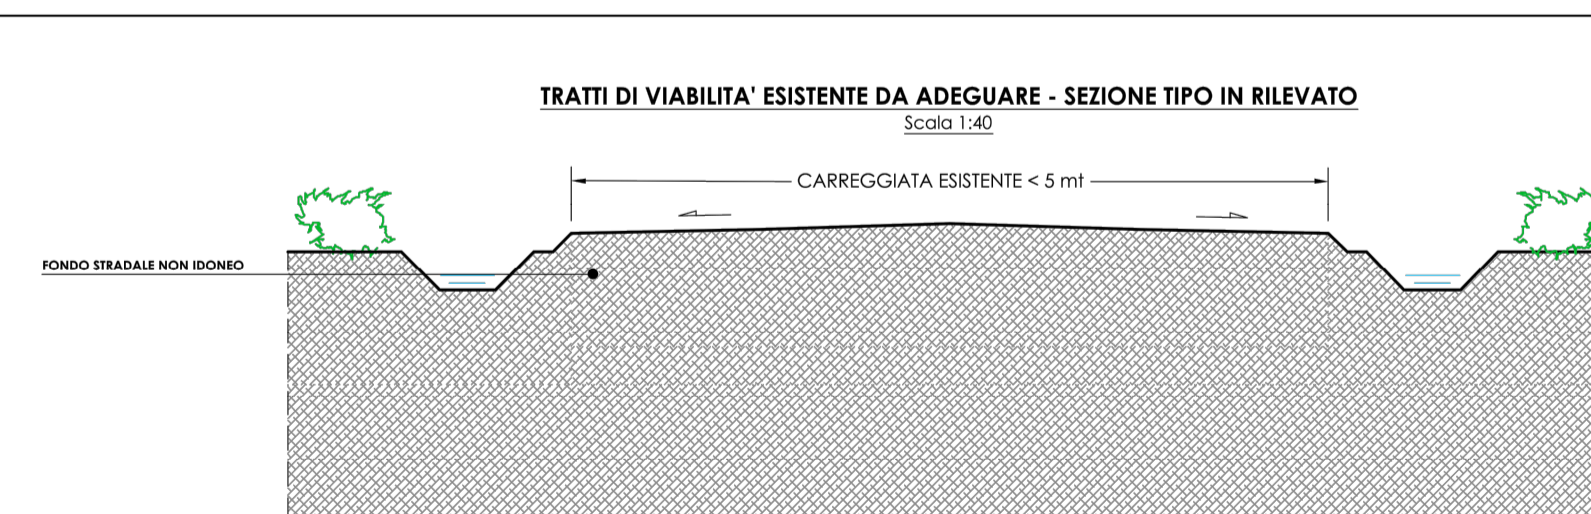 TRATTI DI VIABILITA' ESISTENTE DA ADEGUARE - SEZIONE TIPO IN RILEVATO
Scala 1:40
CARREGGIATA ESISTENTE < 5 mt
FONDO STRADALE NON IDONEO